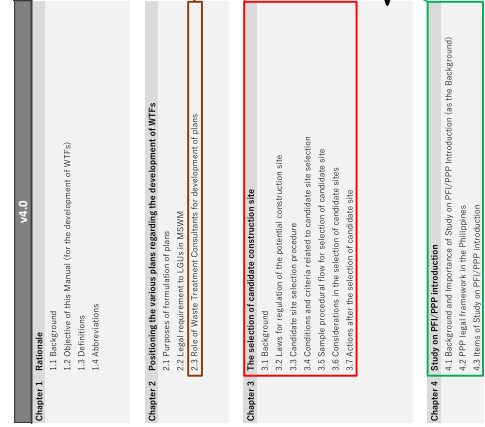 v4.0
Chapter 1 Rationale
1.1 Background
1.2 Objective of this Manual (for the development of WTFs)
1.3 Definitions
1.4 Abbreviations
Chapter 2 Positioning the various plans regarding the development of WTFs
2.1 Purposes of formulation of plans
2.2 Legal requirement to LGUs in MSWM
2.3 Role of Waste Treatment Consultants for development of plans
Chapter 3 The selection of candidate construction site
3.1 Background
3.2 Laws for regulation of the potential construction site
3.3 Candidate site selection procedure
3.4 Conditions and criteria related to candidate site selection
3.5 Sample procedural flow for selection of candidate site
3.6 Considerations in the selection of candidate sites
3.7 Actions after the selection of candidate site
Chapter 4 Study on PFI/PPP introduction
4.1 Background and Importance of Study on PFI/PPP Introduction (as the Background)
4.2 PPP legal framework in the Philippines
4.3 Items of Study on PFI/PPP introduction